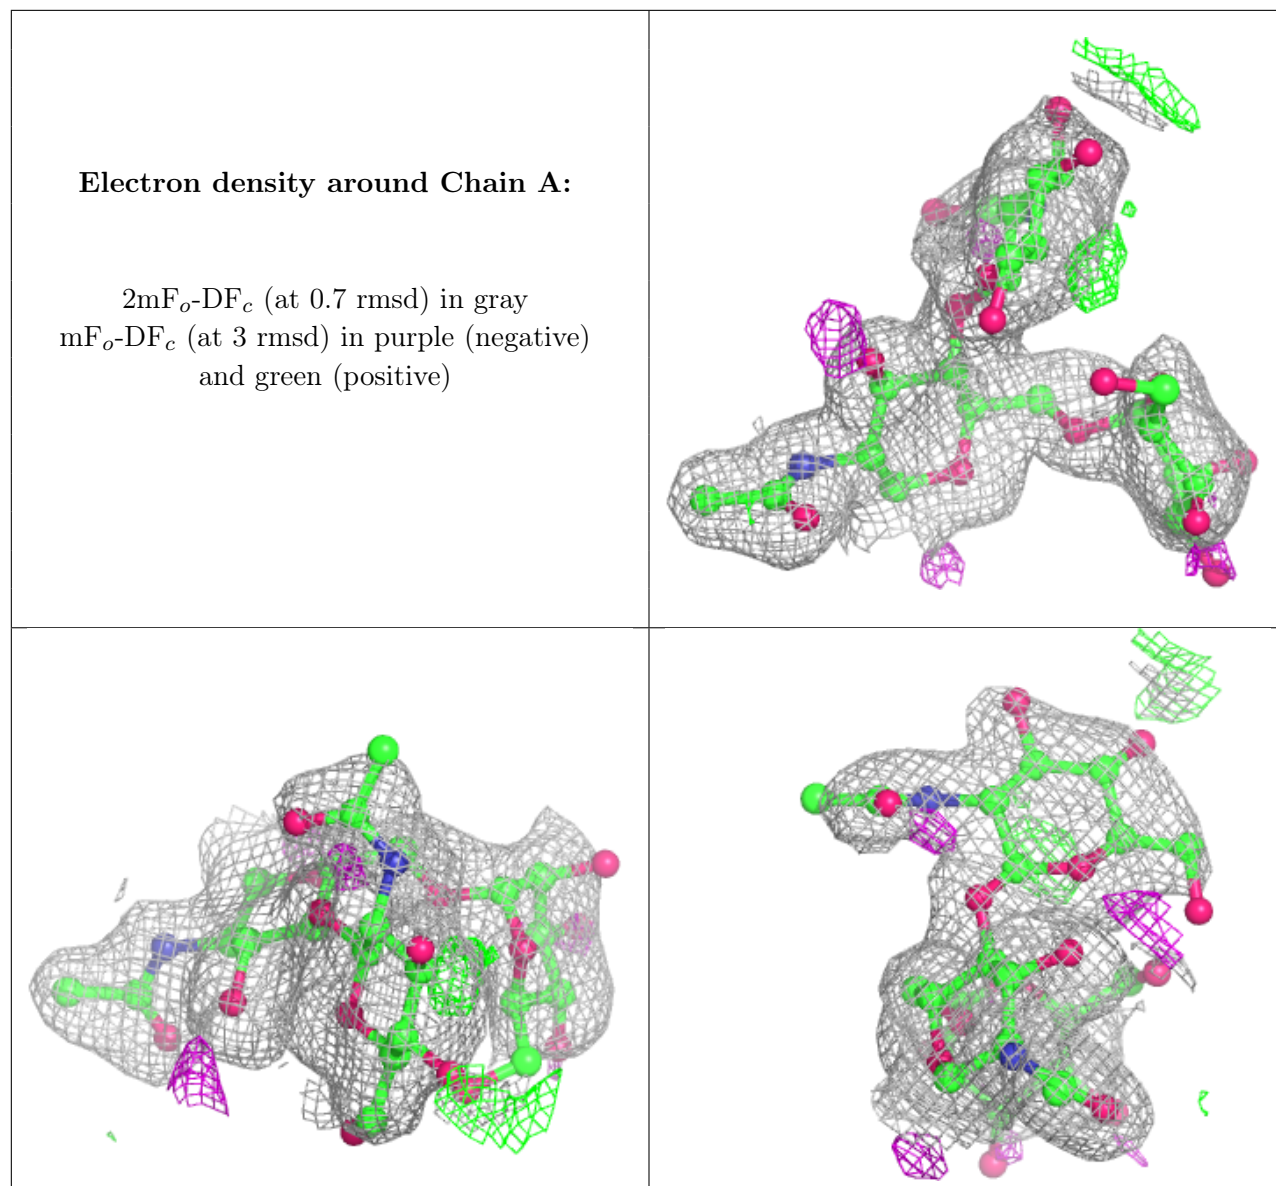 Electron density around Chain A:
2mFo-DFc (at 0.7 rmsd) in gray
mFo-DFc (at 3 rmsd) in purple (negative)
and green (positive)